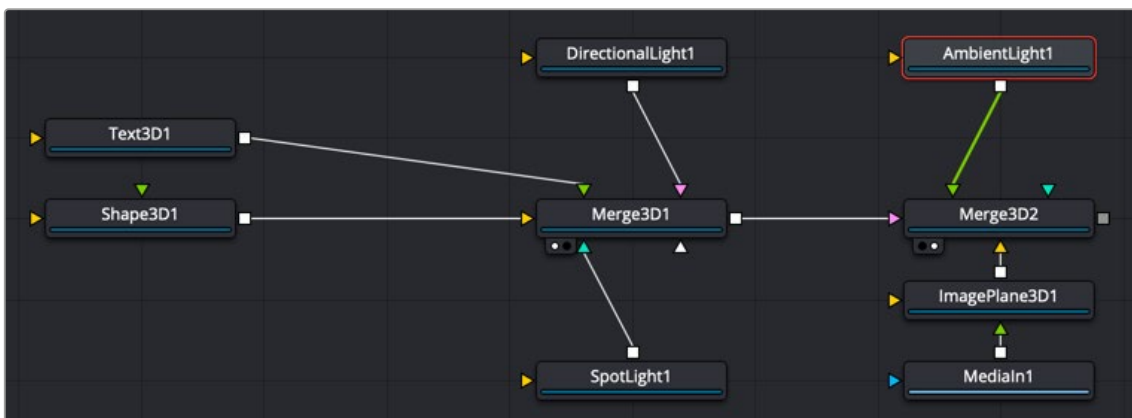 DirectionalLight1
AmbientLight1
Text3D1
Shape3D1
Merge3D1
Merge3D2
ImagePlane3D1
SpotLight1
MediaIn1